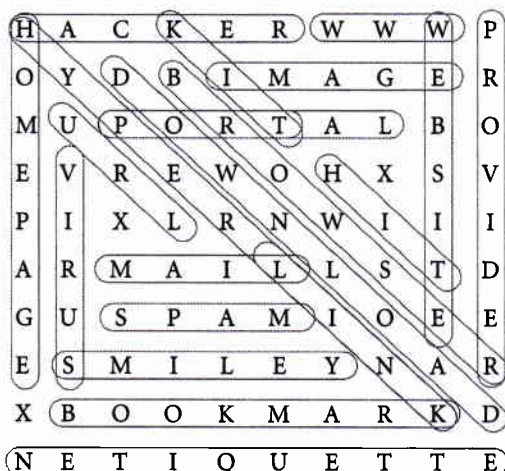 H A C K E R W W W P
O Y D B I M A G E R
M U P O R T A L B O
E V R E W O H X S V
P I X L R N W I I I
A R M A I L L S T D
G U S P A M I O E E
E S M I L E Y N A R
X B O O K M A R K D
N E T I Q U E T T E